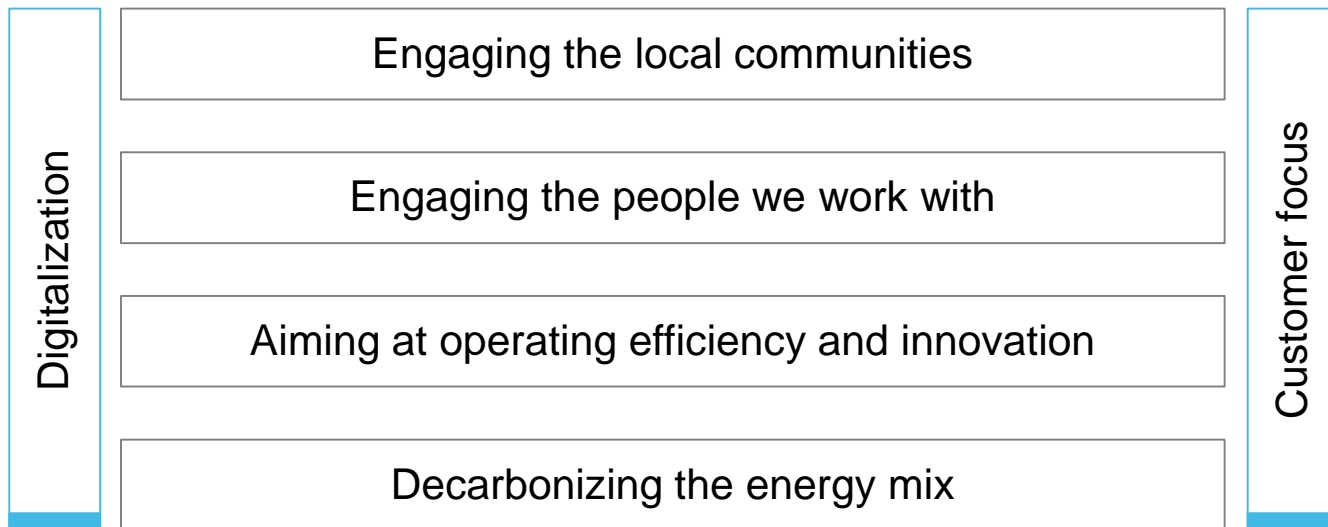 Digitalization
Engaging the local communities
Engaging the people we work with
Aiming at operating efficiency and innovation
Decarbonizing the energy mix
Customer focus